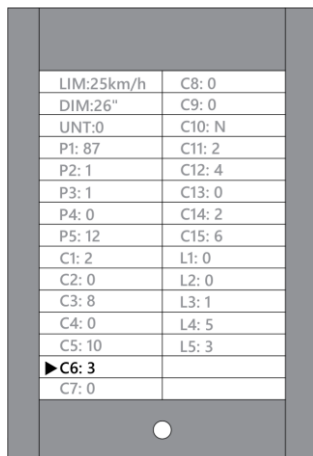 LIM:25km/h
DIM:26"
UNT:0
P1: 87
P2: 1
P3: 1
P4: 0
P5: 12
C1: 2
C2: 0
C3: 8
C4: 0
C5: 10
▶C6: 3
C7: 0
C8: 0
C9: 0
C10: N
C11: 2
C12: 4
C13: 0
C14: 2
C15: 6
L1: 0
L2: 0
L3: 1
L4: 5
L5: 3